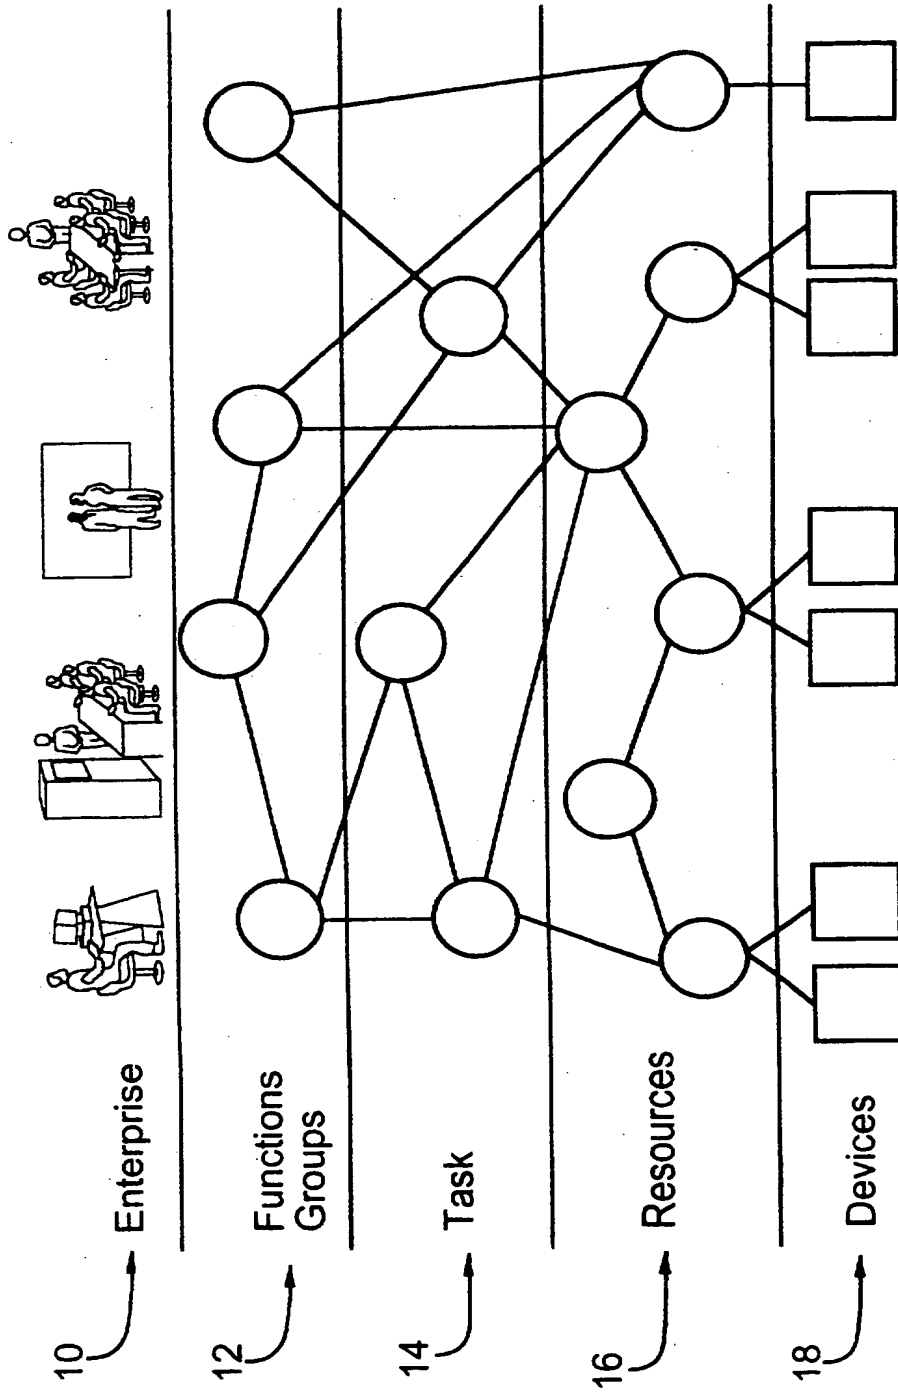 10
Enterprise
12
Functions
Groups
14
Task
16
Resources
18
Devices